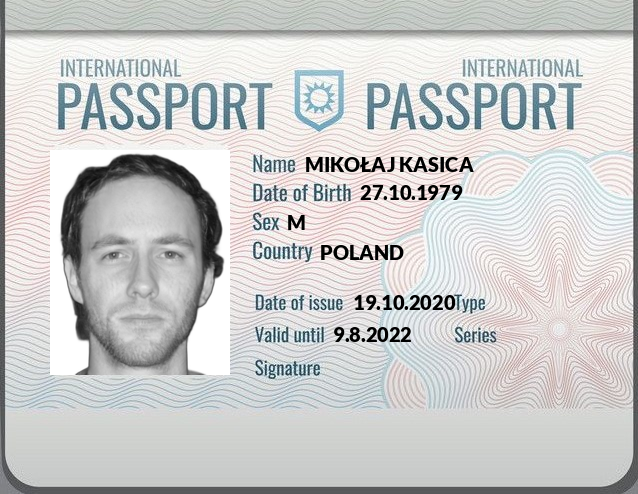 INTERNATIONAL INTERNATIONAL
PASSPORT PASSPORT
Name MIKOŁAJ KASICA
Date of Birth 27.10.1979
Sex M
Country POLAND
Date of issue 19.10.2020 Type
Valid until 9.8.2022 Series
Signature